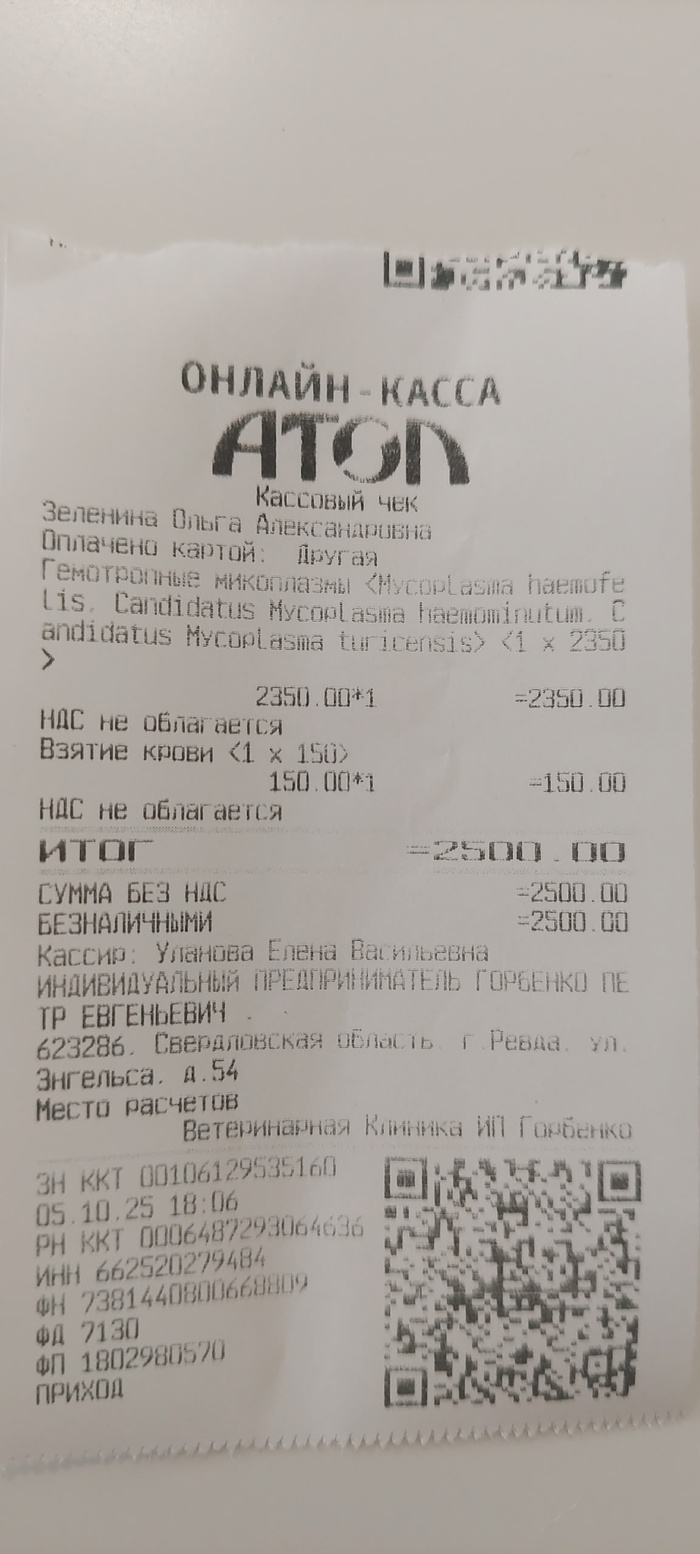 ОНЛАЙН-КАССА
АТОЛ
Кассовый чек
Зеленина Ольга Александровна
Оплачено картой: Другая
Гемотропные микоплазмы <Mycoplasma haemofe
lis. Candidatus Mycoplasma haemominutum. C
andidatus Mycoplasma turicensis> <1 x 2350
>
2350.00*1 =2350.00
НДС не облагается
Взятие крови <1 x 150>
150.00*1 =150.00
НДС не облагается
ИТОГ =2500.00
СУММА БЕЗ НДС =2500.00
БЕЗНАЛИЧНЫМИ =2500.00
Кассир: Уланова Елена Васильевна
ИНДИВИДУАЛЬНЫЙ ПРЕДПРИНИМАТЕЛЬ ГОРБЕНКО ПЕ
ТР ЕВГЕНЬЕВИЧ
623286. Свердловская область. г.Ревда. ул.
Энгельса. д.54
Место расчетов
Ветеринарная Клиника ИП Горбенко
ЗН ККТ 00106129535160
05.10.25 18:06
РН ККТ 0006487293064636
ИНН 662520279484
ФН 7381440800668809
ФД 7130
ФП 1802980570
ПРИХОД